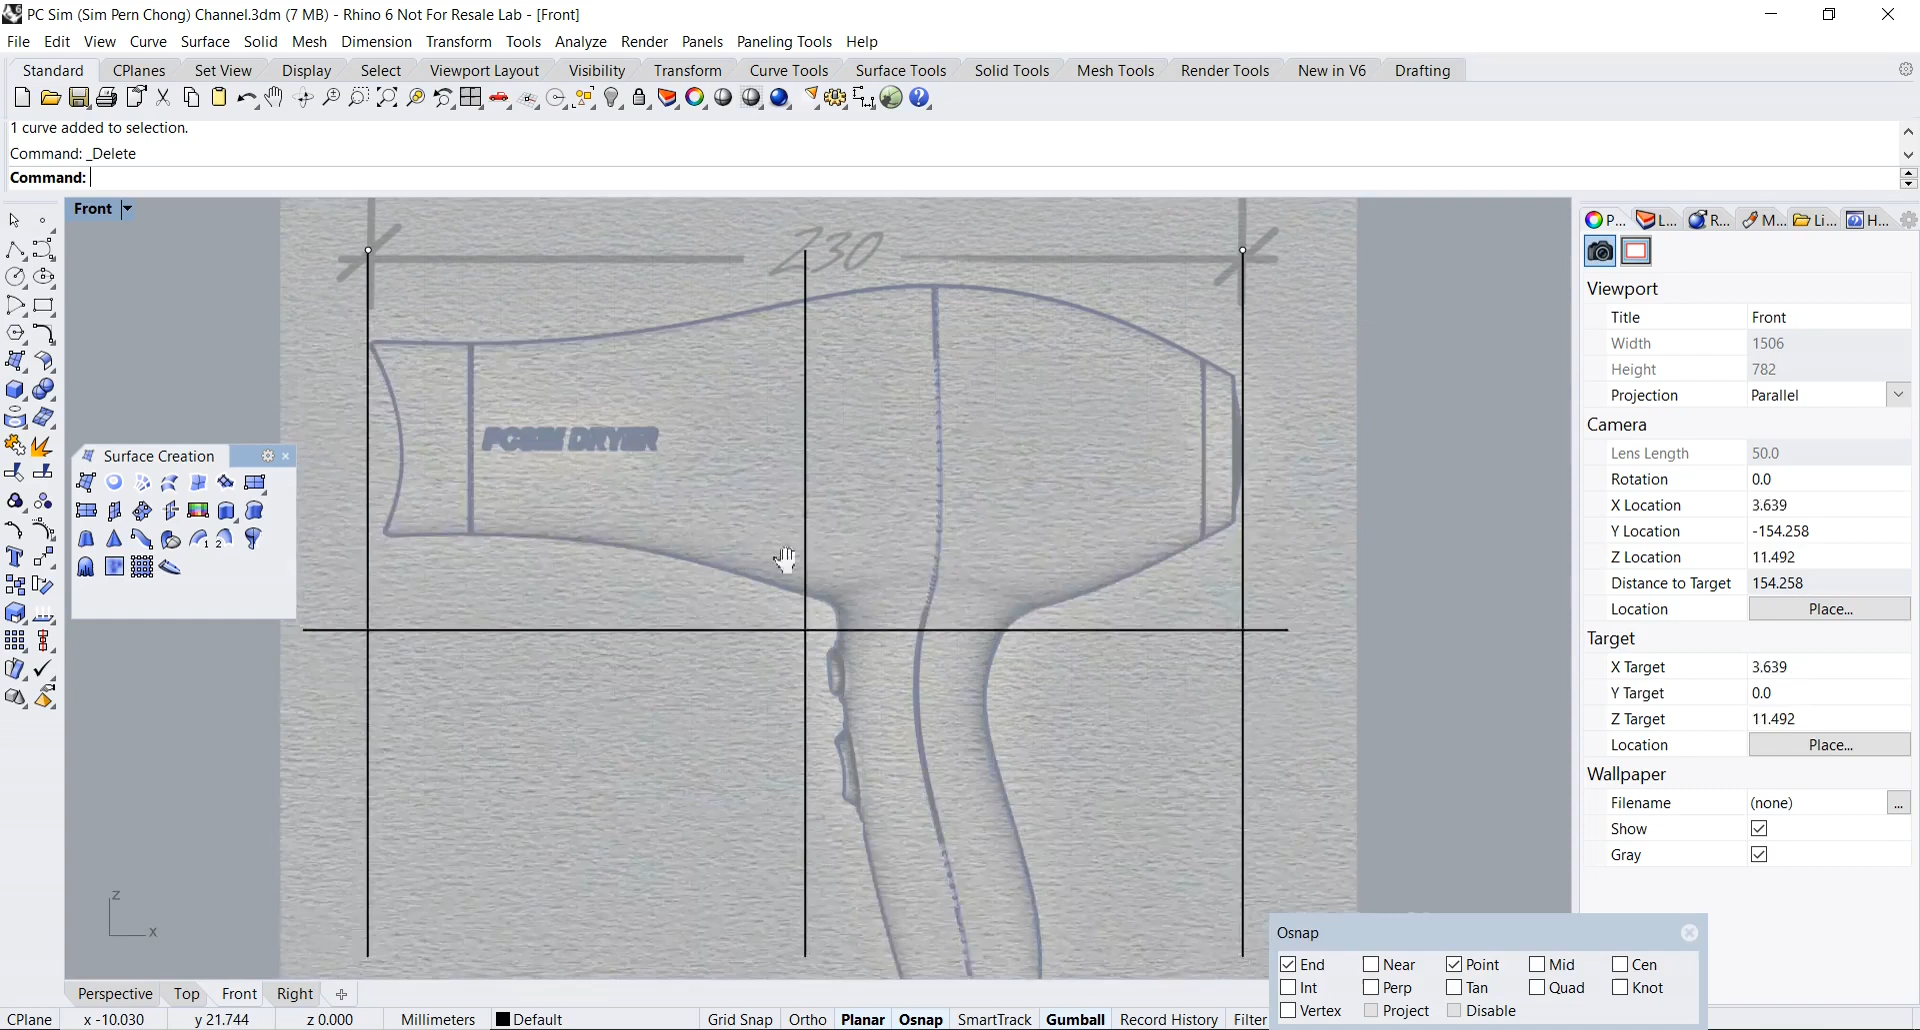 PC Sim (Sim Pern Chong) Channel.3dm (7 MB) - Rhino 6 Not For Resale Lab - [Front]
File Edit View Curve Surface Solid Mesh Dimension Transform Tools Analyze Render Panels Paneling Tools Help
Standard CPlanes Set View Display Select Viewport Layout Visibility Transform Curve Tools Surface Tools Solid Tools Mesh Tools Render Tools New in V6 Drafting
1 curve added to selection.
Command: _Delete
Command:
Front
P... L... R... M... Li... H...
230
Viewport
Title Front
Width 1506
Height 782
Projection Parallel
Camera
Lens Length 50.0
Rotation 0.0
X Location 3.639
Y Location -154.258
Z Location 11.492
Distance to Target 154.258
Location Place...
Target
X Target 3.639
Y Target 0.0
Z Target 11.492
Location Place...
Wallpaper
Filename (none) ...
Show
Gray
DRYER
Surface Creation
1 2
z
x
Osnap
End Near Point Mid Cen
Int Perp Tan Quad Knot
Vertex Project Disable
Perspective Top Front Right
CPlane x -10.030 y 21.744 z 0.000 Millimeters Default Grid Snap Ortho Planar Osnap SmartTrack Gumball Record History Filter